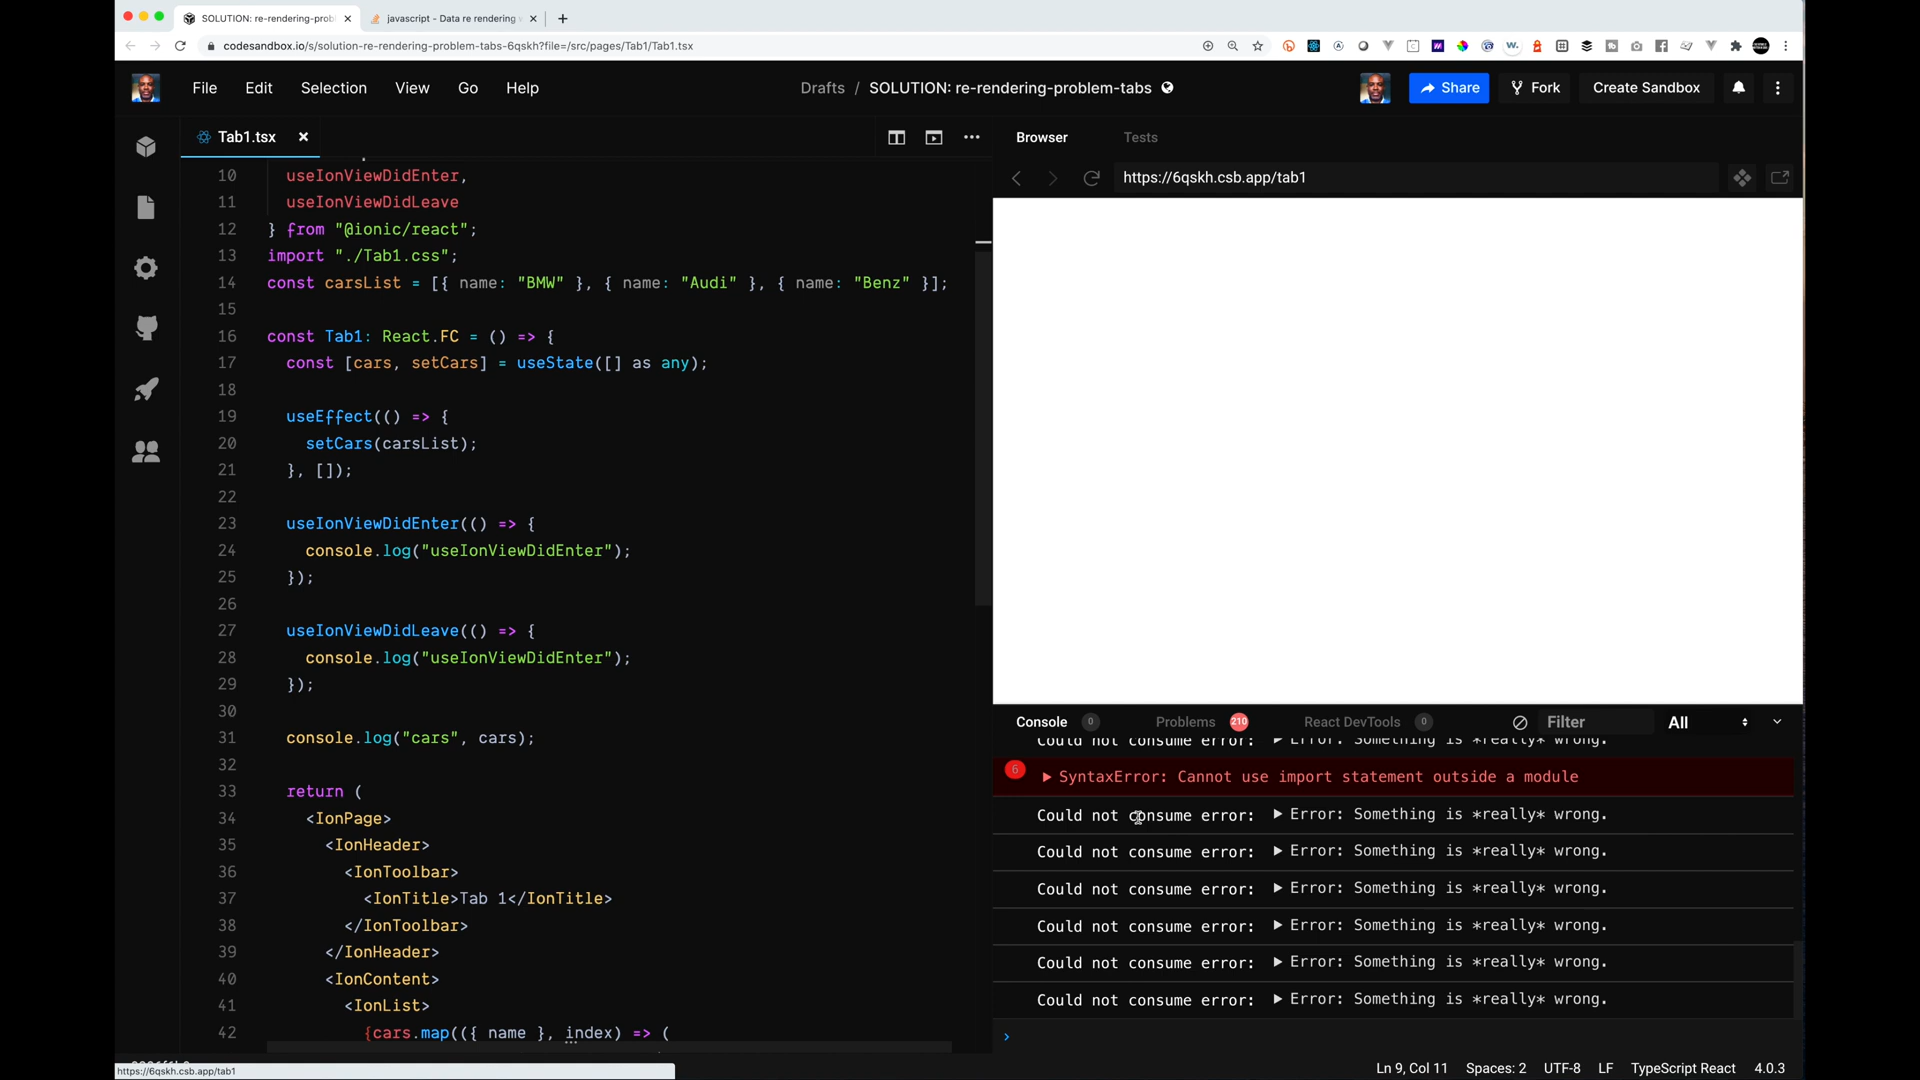 SOLUTION: re-rendering-prob
javascript - Data re rendering
codesandbox.io/s/solution-re-rendering-problem-tabs-6qskh?file=/src/pages/Tab1/Tab1.tsx
File Edit Selection View Go Help
Drafts / SOLUTION: re-rendering-problem-tabs
Share
Fork
Create Sandbox
Tab1.tsx
Browser
Tests
https://6qskh.csb.app/tab1
10 useIonViewDidEnter,
11 useIonViewDidLeave
12 } from "@ionic/react";
13 import "./Tab1.css";
14 const carsList = [{ name: "BMW" }, { name: "Audi" }, { name: "Benz" }];
15
16 const Tab1: React.FC = () => {
17 const [cars, setCars] = useState([] as any);
18
19 useEffect(() => {
20 setCars(carsList);
21 }, []);
22
23 useIonViewDidEnter(() => {
24 console.log("useIonViewDidEnter");
25 });
26
27 useIonViewDidLeave(() => {
28 console.log("useIonViewDidEnter");
29 });
30
31 console.log("cars", cars);
32
33 return (
34 <IonPage>
35 <IonHeader>
36 <IonToolbar>
37 <IonTitle>Tab 1</IonTitle>
38 </IonToolbar>
39 </IonHeader>
40 <IonContent>
41 <IonList>
42 {cars.map(({ name }, index) => (
Console 0
Problems 210
React DevTools 0
Filter
All
Could not consume error: ▶ Error: Something is *really* wrong.
6 ▶ SyntaxError: Cannot use import statement outside a module
Could not consume error: ▶ Error: Something is *really* wrong.
Could not consume error: ▶ Error: Something is *really* wrong.
Could not consume error: ▶ Error: Something is *really* wrong.
Could not consume error: ▶ Error: Something is *really* wrong.
Could not consume error: ▶ Error: Something is *really* wrong.
Could not consume error: ▶ Error: Something is *really* wrong.
›
https://6qskh.csb.app/tab1
Ln 9, Col 11 Spaces: 2 UTF-8 LF TypeScript React 4.0.3